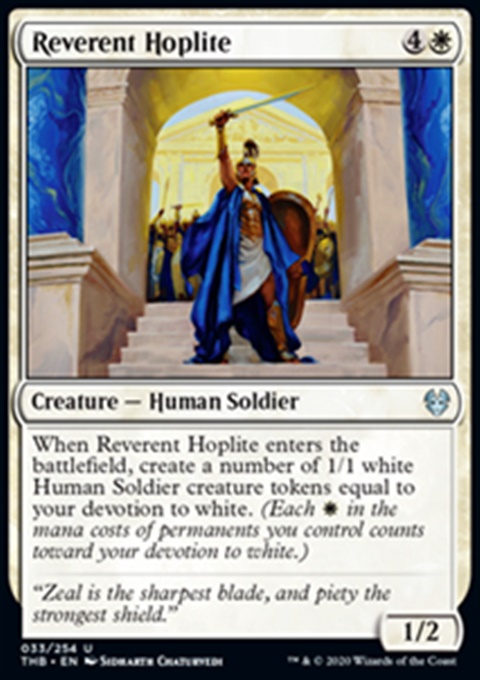 Reverent Hoplite 4
Creature — Human Soldier
When Reverent Hoplite enters the
battlefield, create a number of 1/1 white
Human Soldier creature tokens equal to
your devotion to white. (Each in the
mana costs of permanents you control counts
toward your devotion to white.)
“Zeal is the sharpest blade, and piety the
strongest shield.”
1/2
033/254 U
THB • EN Sidharth Chaturvedi
™ & © 2020 Wizards of the Coast